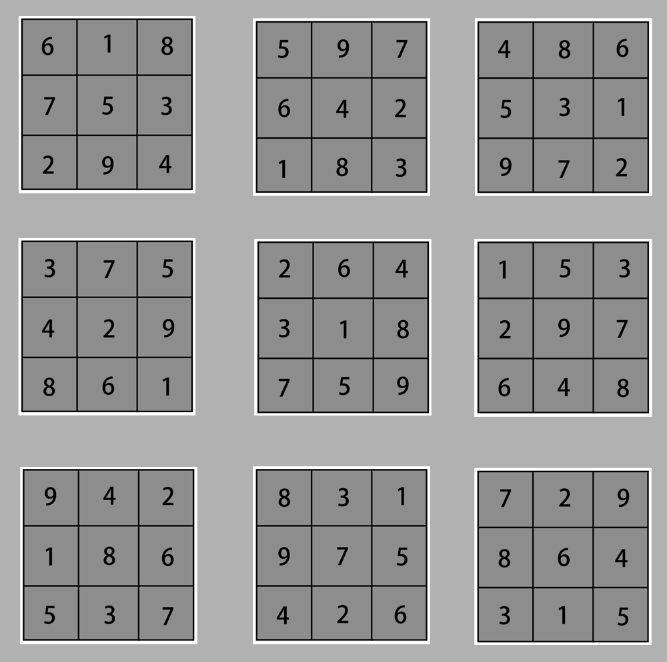 6 1 8 5 9 7 4 8 6
7 5 3 6 4 2 5 3 1
2 9 4 1 8 3 9 7 2
3 7 5 2 6 4 1 5 3
4 2 9 3 1 8 2 9 7
8 6 1 7 5 9 6 4 8
9 4 2 8 3 1 7 2 9
1 8 6 9 7 5 8 6 4
5 3 7 4 2 6 3 1 5